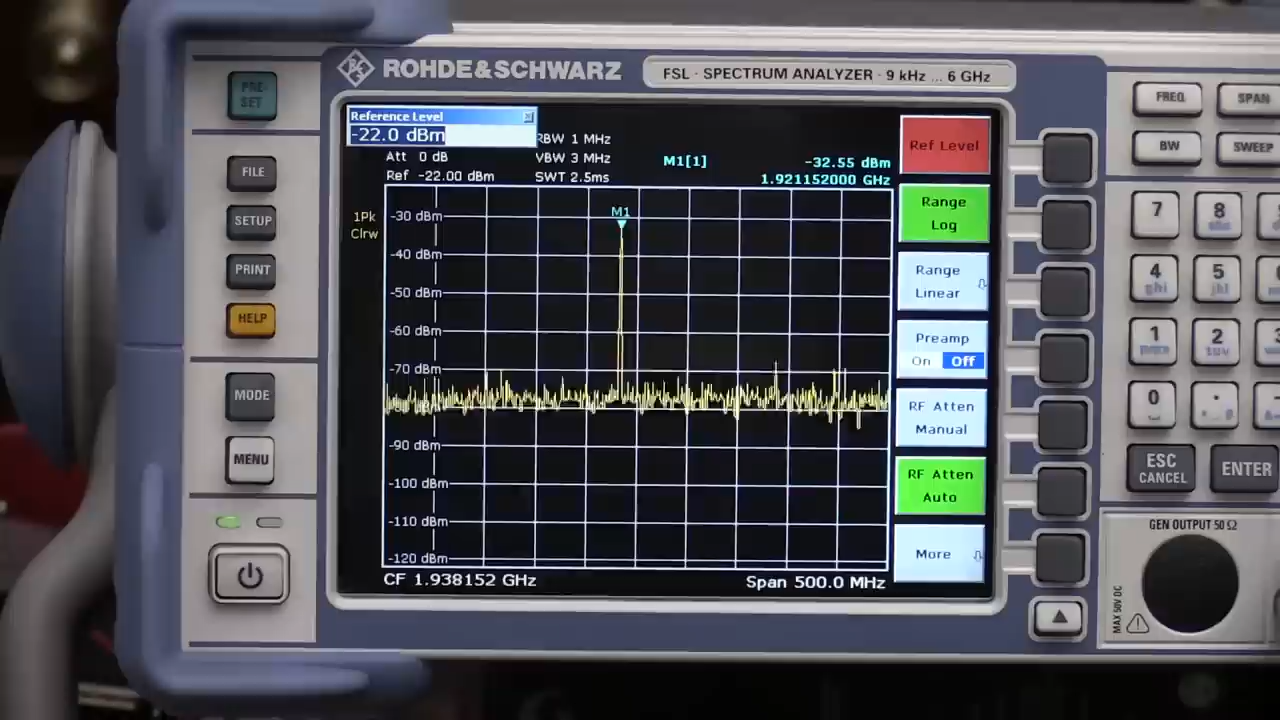 ROHDE&SCHWARZ
FSL · SPECTRUM ANALYZER · 9 kHz ... 6 GHz
PRE-
SET
FILE
SETUP
PRINT
HELP
MODE
MENU
Reference Level
-22.0 dBm
RBW 1 MHz
Att 0 dB
VBW 3 MHz
M1[1]
-32.55 dBm
Ref -22.00 dBm
SWT 2.5ms
1.921152000 GHz
1Pk
Clrw
M1
-30 dBm
-40 dBm
-50 dBm
-60 dBm
-70 dBm
-90 dBm
-100 dBm
-110 dBm
-120 dBm
CF 1.938152 GHz
Span 500.0 MHz
Ref Level
Range
Log
Range
Linear
Preamp
On Off
RF Atten
Manual
RF Atten
Auto
More
FREQ
SPAN
BW
SWEEP
7
8
4
ghi
5
jkl
1
2
0
ESC
CANCEL
ENTER
GEN OUTPUT 50 Ω
MAX 50V DC